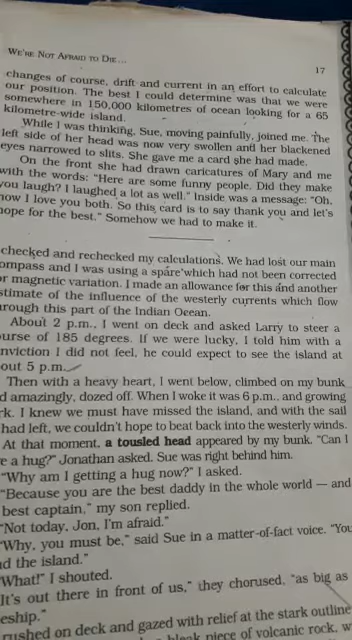 WE'RE NOT AFRAID TO DIE...
17
changes of course, drift and current in an effort to calculate
our position. The best I could determine was that we were
somewhere in 150,000 kilometres of ocean looking for a 65
kilometre-wide island.
While I was thinking, Sue, moving painfully, joined me. The
left side of her head was now very swollen and her blackened
eyes narrowed to slits. She gave me a card she had made.
On the front she had drawn caricatures of Mary and me
with the words: "Here are some funny people. Did they make
you laugh? I laughed a lot as well." Inside was a message: "Oh,
how I love you both. So this card is to say thank you and let's
hope for the best." Somehow we had to make it.
checked and rechecked my calculations. We had lost our main
ompass and I was using a spare which had not been corrected
or magnetic variation. I made an allowance for this and another
stimate of the influence of the westerly currents which flow
rough this part of the Indian Ocean.
About 2 p.m., I went on deck and asked Larry to steer a
urse of 185 degrees. If we were lucky, I told him with a
nviction I did not feel, he could expect to see the island at
out 5 p.m.
Then with a heavy heart, I went below, climbed on my bunk
d amazingly, dozed off. When I woke it was 6 p.m., and growing
rk. I knew we must have missed the island, and with the sail
had left, we couldn't hope to beat back into the westerly winds.
At that moment, a tousled head appeared by my bunk. "Can I
e a hug?" Jonathan asked. Sue was right behind him.
"Why am I getting a hug now?" I asked.
"Because you are the best daddy in the whole world — and
best captain," my son replied.
"Not today, Jon, I'm afraid."
"Why, you must be," said Sue in a matter-of-fact voice. "You
d the island."
"What!" I shouted.
"It's out there in front of us," they chorused, "as big as
eship."
rushed on deck and gazed with relief at the stark outline
bleak piece of volcanic rock, w